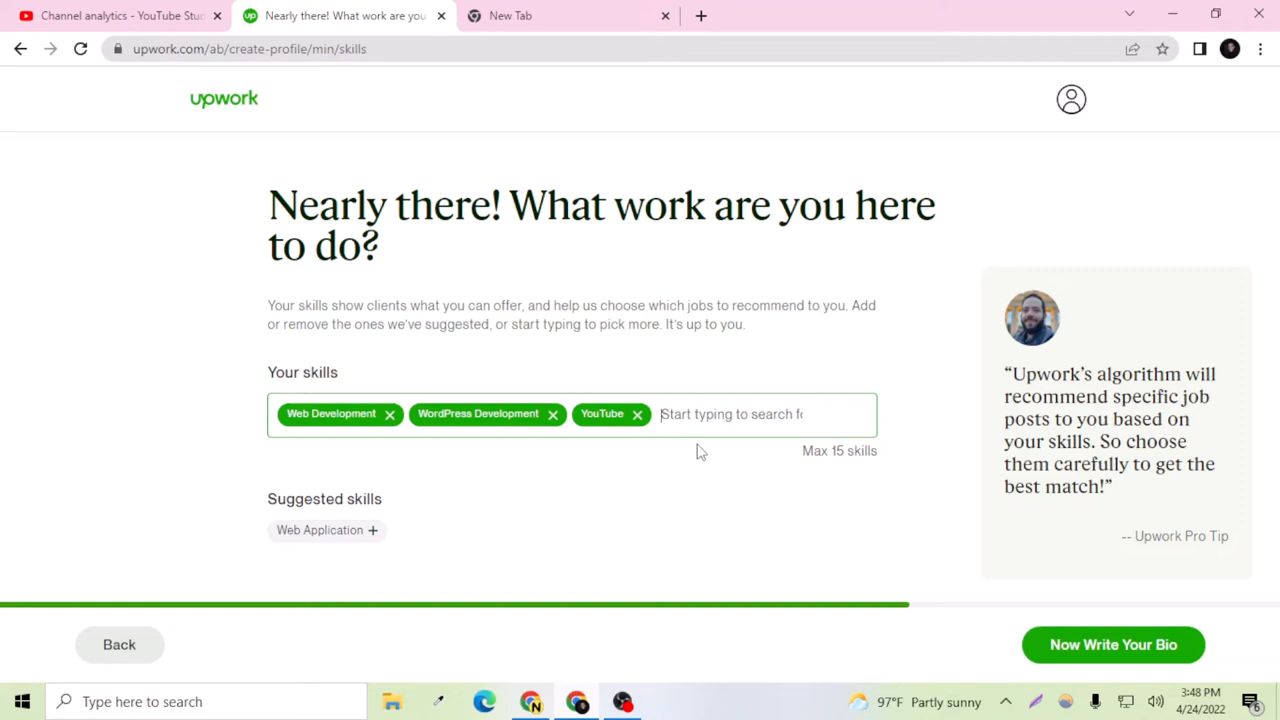 Channel analytics - YouTube Stu
Nearly there! What work are you
New Tab
upwork.com/ab/create-profile/min/skills
upwork
Nearly there! What work are you here
to do?
Your skills show clients what you can offer, and help us choose which jobs to recommend to you. Add
or remove the ones we've suggested, or start typing to pick more. It's up to you.
Your skills
Web Development
WordPress Development
YouTube
Start typing to search fo
Max 15 skills
Suggested skills
Web Application +
“Upwork's algorithm will
recommend specific job
posts to you based on
your skills. So choose
them carefully to get the
best match!”
-- Upwork Pro Tip
Back
Now Write Your Bio
Type here to search
N
97°F Partly sunny
3:48 PM
4/24/2022
6